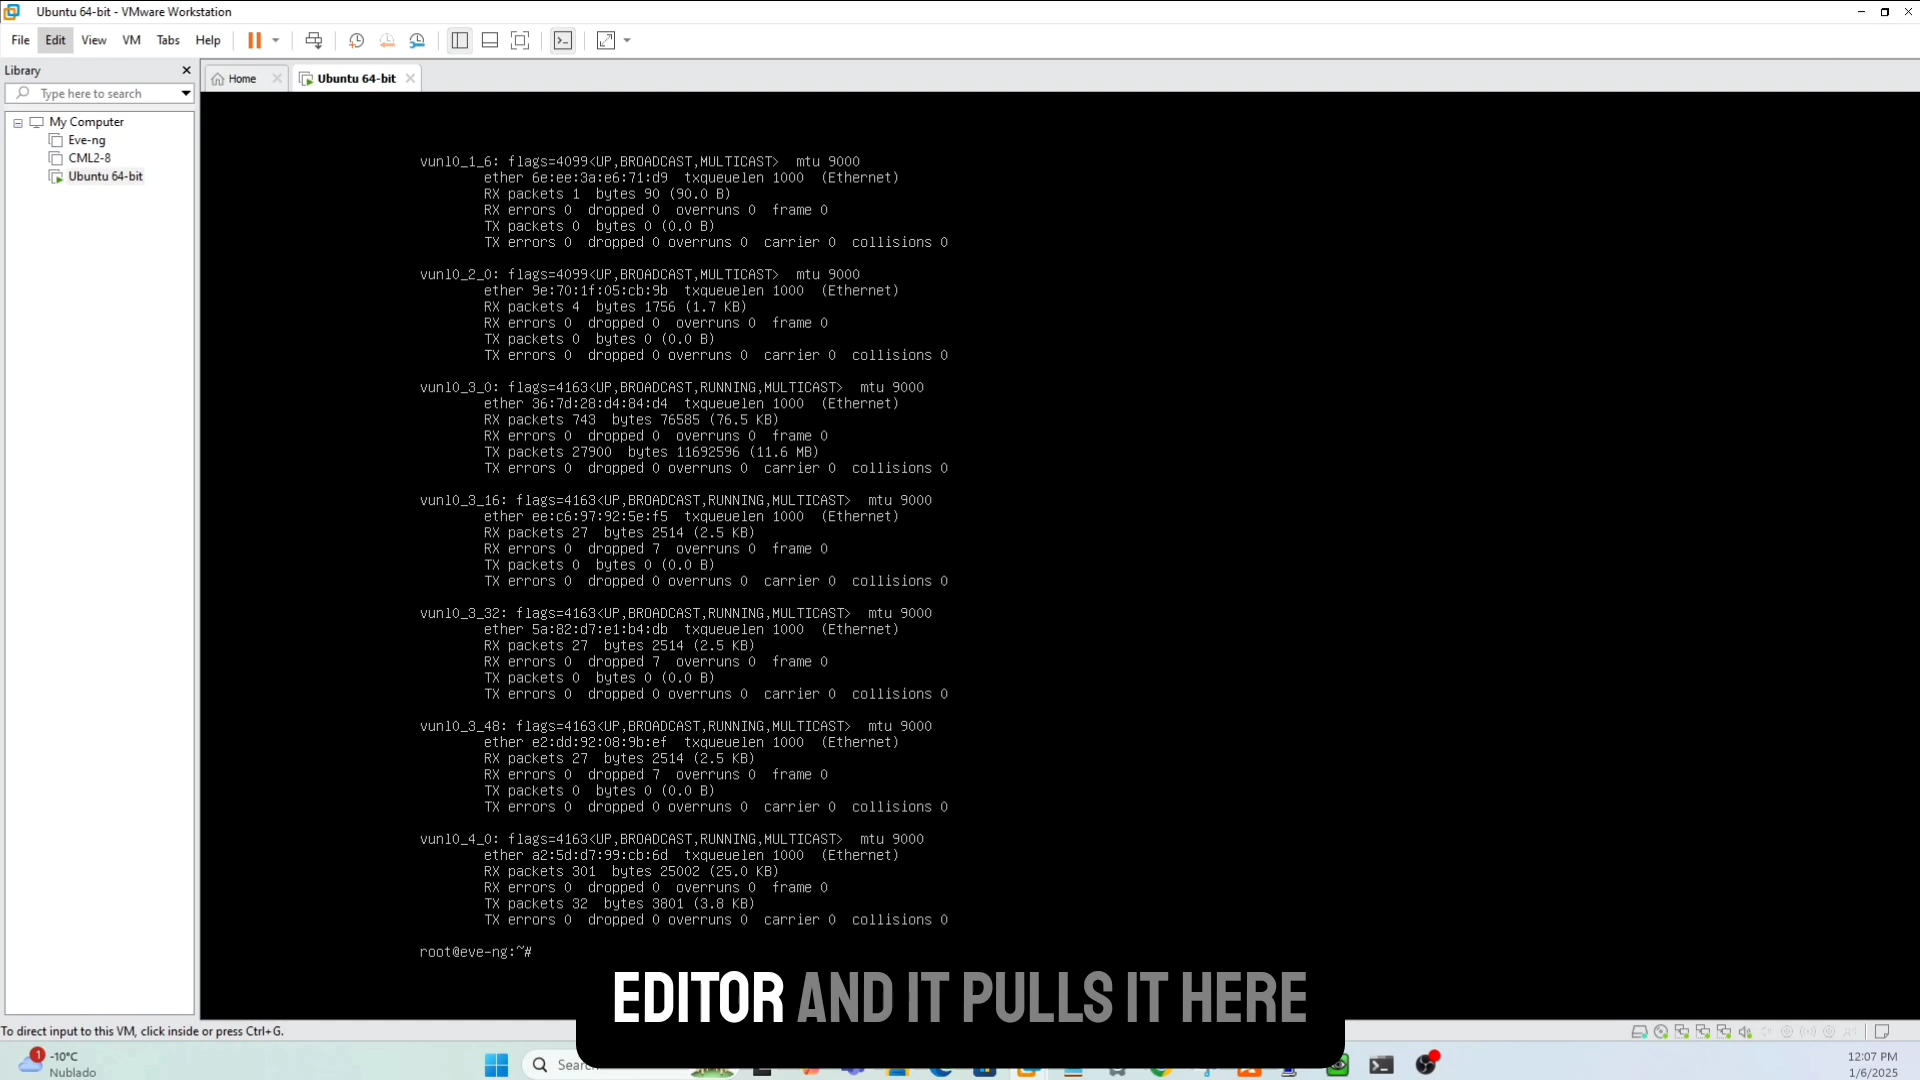 Ubuntu 64-bit - VMware Workstation
File Edit View VM Tabs Help
Library
Home
Ubuntu 64-bit
Type here to search
My Computer
Eve-ng
CML2-8
Ubuntu 64-bit
vunl0_1_6: flags=4099<UP,BROADCAST,MULTICAST>  mtu 9000
ether 6e:ee:3a:e6:71:d9  txqueuelen 1000  (Ethernet)
RX packets 1  bytes 90 (90.0 B)
RX errors 0  dropped 0  overruns 0  frame 0
TX packets 0  bytes 0 (0.0 B)
TX errors 0  dropped 0 overruns 0  carrier 0  collisions 0
vunl0_2_0: flags=4099<UP,BROADCAST,MULTICAST>  mtu 9000
ether 9e:70:1f:05:cb:9b  txqueuelen 1000  (Ethernet)
RX packets 4  bytes 1756 (1.7 KB)
RX errors 0  dropped 0  overruns 0  frame 0
TX packets 0  bytes 0 (0.0 B)
TX errors 0  dropped 0 overruns 0  carrier 0  collisions 0
vunl0_3_0: flags=4163<UP,BROADCAST,RUNNING,MULTICAST>  mtu 9000
ether 36:7d:28:d4:84:d4  txqueuelen 1000  (Ethernet)
RX packets 743  bytes 76585 (76.5 KB)
RX errors 0  dropped 0  overruns 0  frame 0
TX packets 27900  bytes 11692596 (11.6 MB)
TX errors 0  dropped 0 overruns 0  carrier 0  collisions 0
vunl0_3_16: flags=4163<UP,BROADCAST,RUNNING,MULTICAST>  mtu 9000
ether ee:c6:97:92:5e:f5  txqueuelen 1000  (Ethernet)
RX packets 27  bytes 2514 (2.5 KB)
RX errors 0  dropped 7  overruns 0  frame 0
TX packets 0  bytes 0 (0.0 B)
TX errors 0  dropped 0 overruns 0  carrier 0  collisions 0
vunl0_3_32: flags=4163<UP,BROADCAST,RUNNING,MULTICAST>  mtu 9000
ether 5a:82:d7:e1:b4:db  txqueuelen 1000  (Ethernet)
RX packets 27  bytes 2514 (2.5 KB)
RX errors 0  dropped 7  overruns 0  frame 0
TX packets 0  bytes 0 (0.0 B)
TX errors 0  dropped 0 overruns 0  carrier 0  collisions 0
vunl0_3_48: flags=4163<UP,BROADCAST,RUNNING,MULTICAST>  mtu 9000
ether e2:dd:92:08:9b:ef  txqueuelen 1000  (Ethernet)
RX packets 27  bytes 2514 (2.5 KB)
RX errors 0  dropped 7  overruns 0  frame 0
TX packets 0  bytes 0 (0.0 B)
TX errors 0  dropped 0 overruns 0  carrier 0  collisions 0
vunl0_4_0: flags=4163<UP,BROADCAST,RUNNING,MULTICAST>  mtu 9000
ether a2:5d:d7:99:cb:6d  txqueuelen 1000  (Ethernet)
RX packets 301  bytes 25002 (25.0 KB)
RX errors 0  dropped 0  overruns 0  frame 0
TX packets 32  bytes 3801 (3.8 KB)
TX errors 0  dropped 0 overruns 0  carrier 0  collisions 0
root@eve-ng:~#
EDITOR AND IT PULLS IT HERE
To direct input to this VM, click inside or press Ctrl+G.
1
-10°C
Nublado
Search
12:07 PM
1/6/2025